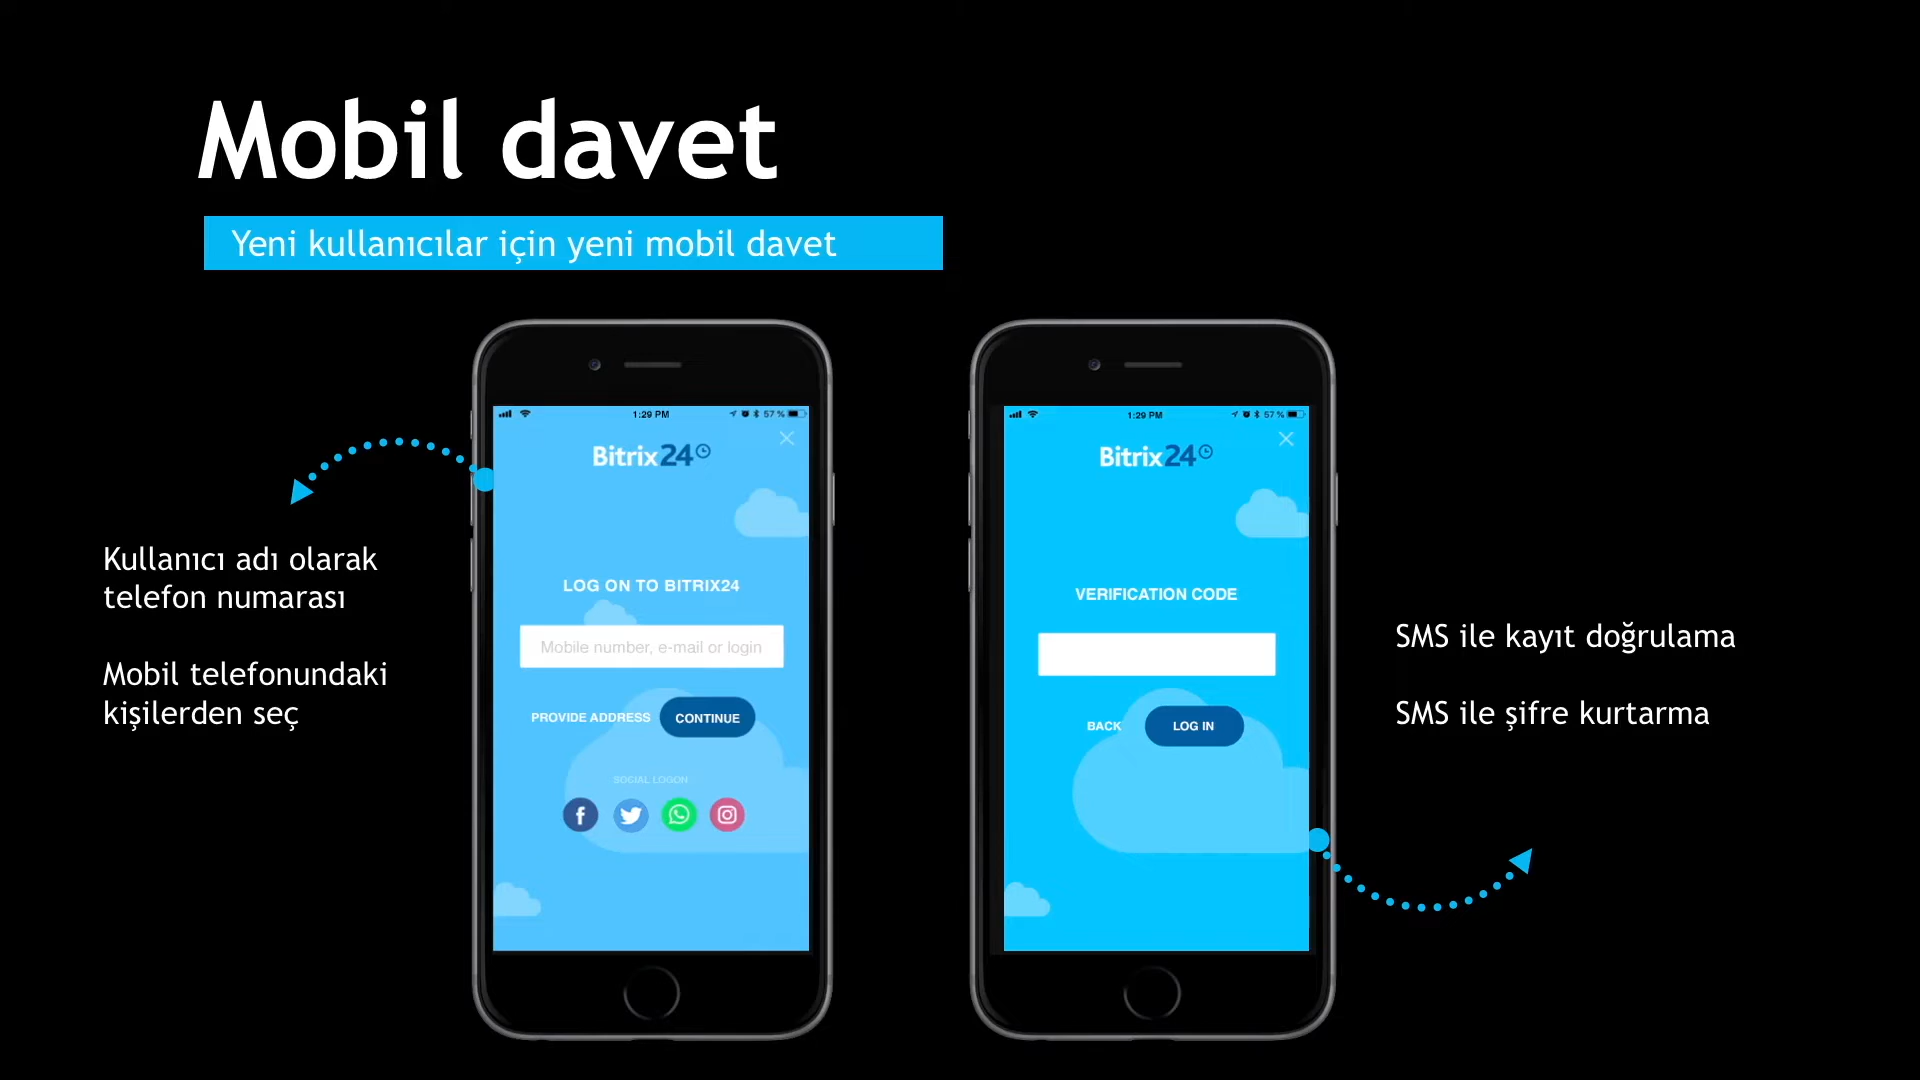 Mobil davet
Yeni kullanıcılar için yeni mobil davet
Kullanıcı adı olarak
telefon numarası
Mobil telefonundaki
kişilerden seç
1:29 PM
57 %
Bitrix24
LOG ON TO BITRIX24
Mobile number, e-mail or login
PROVIDE ADDRESS
CONTINUE
SOCIAL LOGON
1:29 PM
57 %
Bitrix24
VERIFICATION CODE
BACK
LOG IN
SMS ile kayıt doğrulama
SMS ile şifre kurtarma